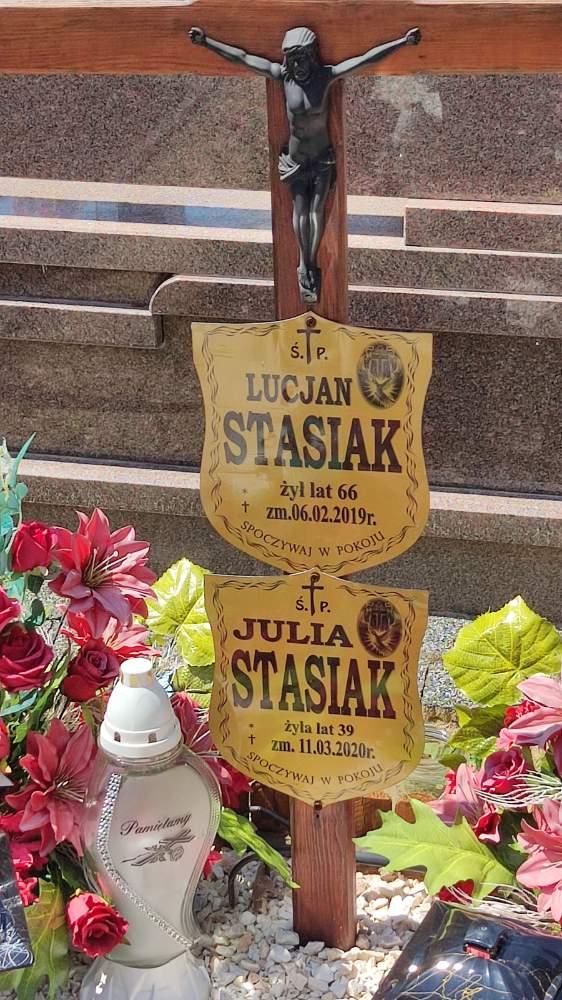 Ś. P.
LUCJAN
STASIAK
żył lat 66
zm.06.02.2019r.
SPOCZYWAJ W POKOJU
Ś. P.
JULIA
STASIAK
żyła lat 39
zm. 11.03.2020r.
SPOCZYWAJ W POKOJU
Pamiętamy